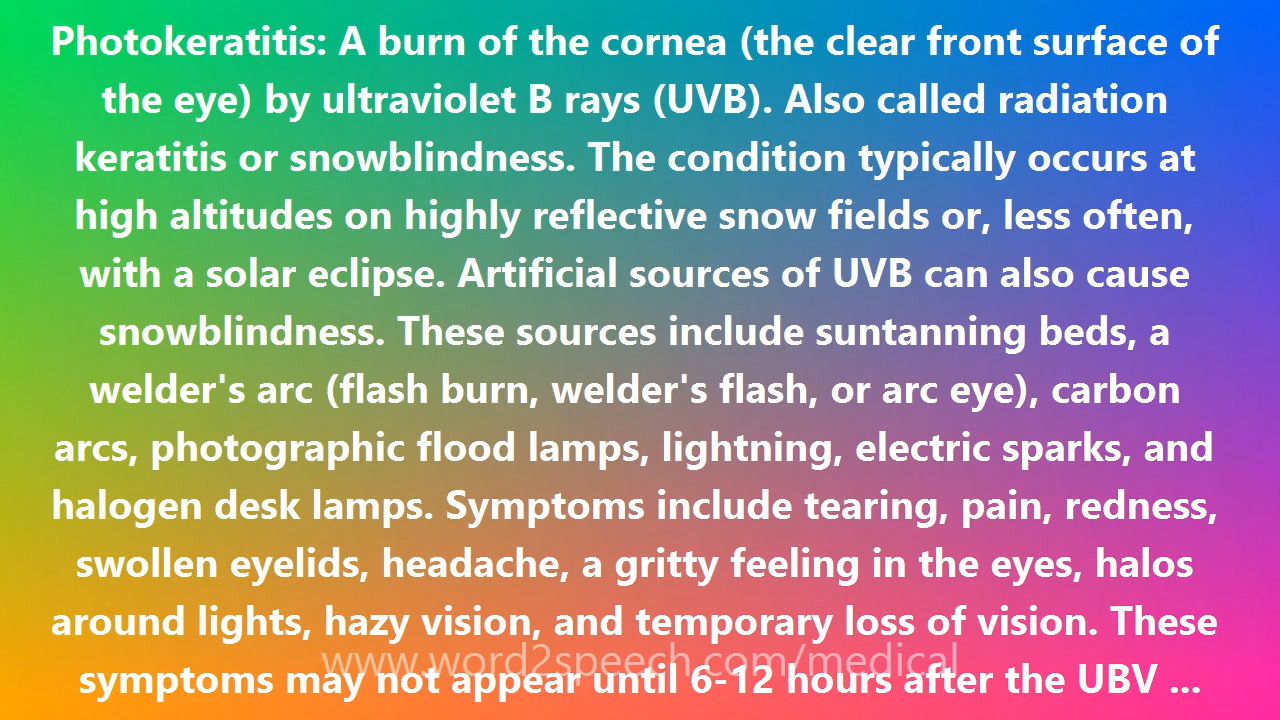 Photokeratitis: A burn of the cornea (the clear front surface of
the eye) by ultraviolet B rays (UVB). Also called radiation
keratitis or snowblindness. The condition typically occurs at
high altitudes on highly reflective snow fields or, less often,
with a solar eclipse. Artificial sources of UVB can also cause
snowblindness. These sources include suntanning beds, a
welder's arc (flash burn, welder's flash, or arc eye), carbon
arcs, photographic flood lamps, lightning, electric sparks, and
halogen desk lamps. Symptoms include tearing, pain, redness,
swollen eyelids, headache, a gritty feeling in the eyes, halos
around lights, hazy vision, and temporary loss of vision. These
www.word2speech.com/medical
symptoms may not appear until 6-12 hours after the UBV ...